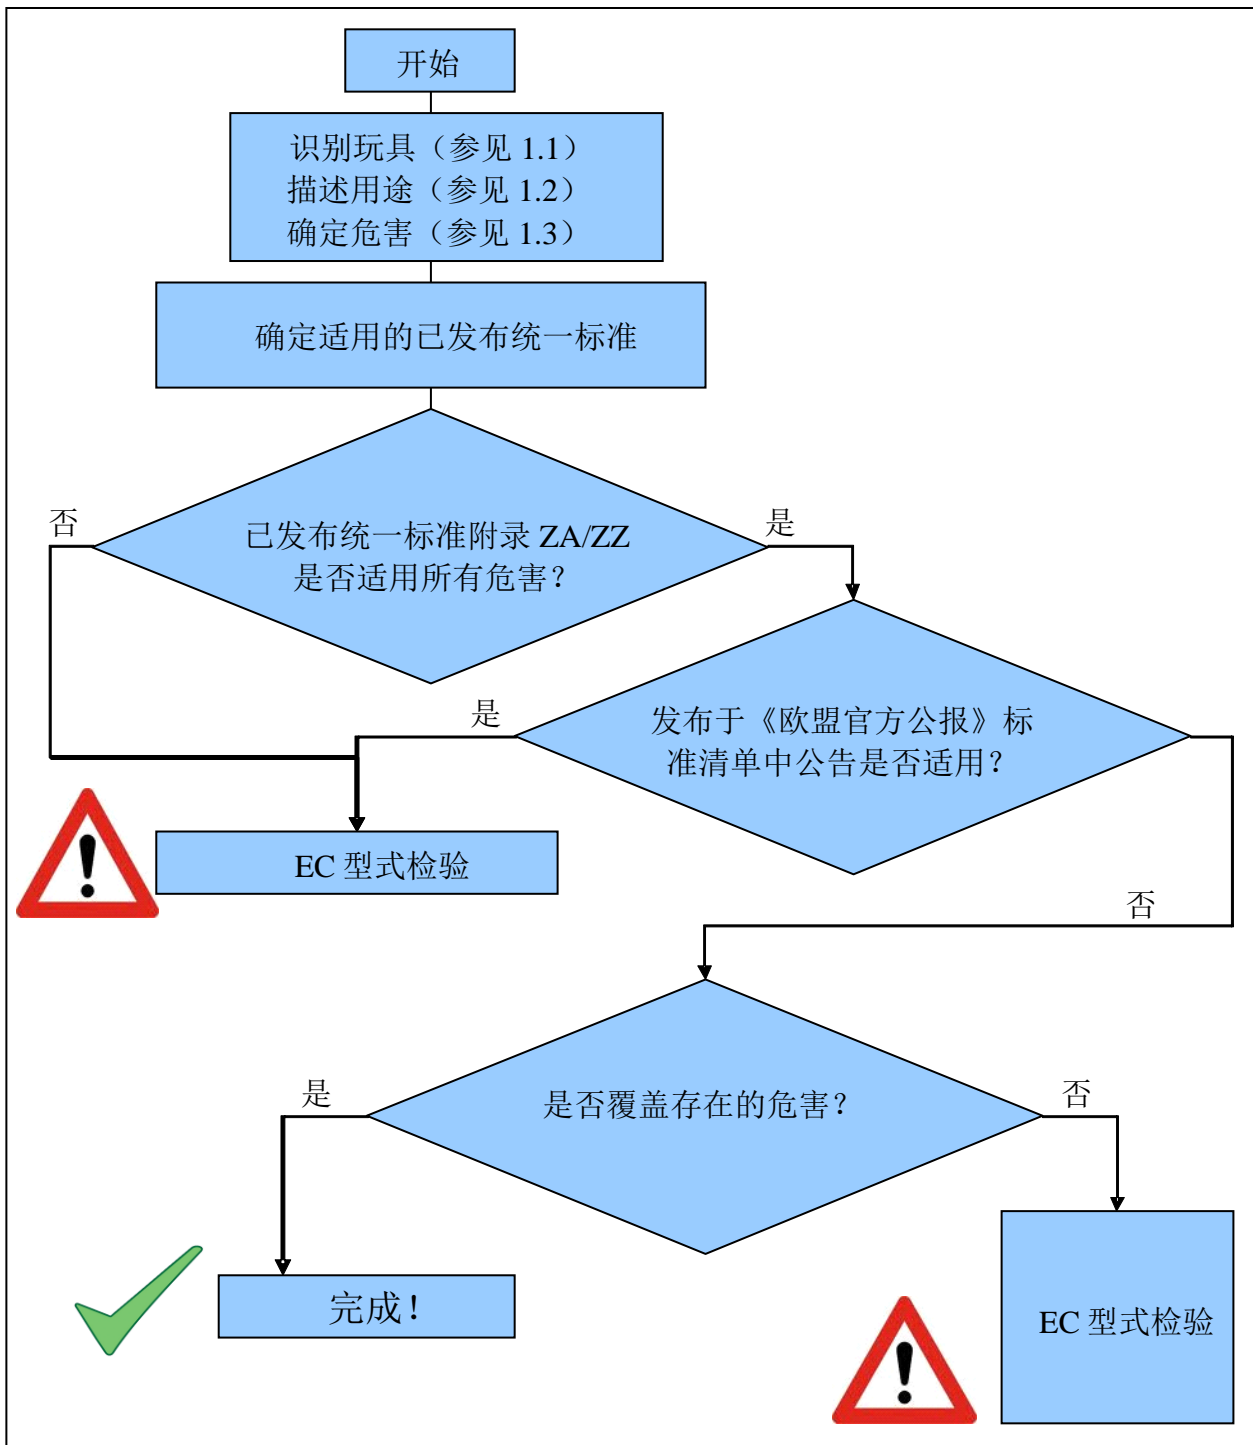 开始
识别玩具（参见 1.1）
描述用途（参见 1.2）
确定危害（参见 1.3）
确定适用的已发布统一标准
否
是
已发布统一标准附录 ZA/ZZ
是否适用所有危害？
是
发布于《欧盟官方公报》标
准清单中公告是否适用？
EC 型式检验
否
是
是否覆盖存在的危害？
否
完成！
EC 型式检验